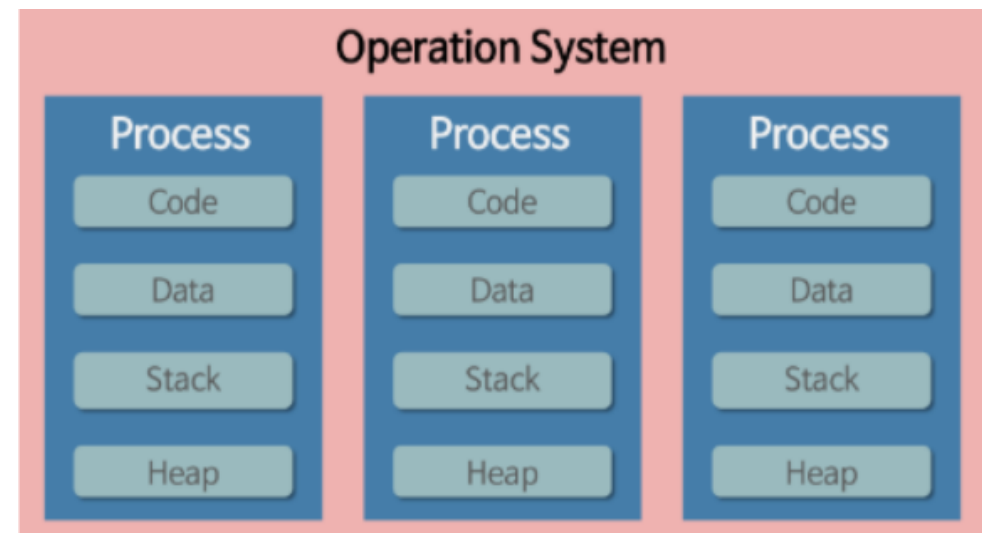 Operation System
Process
Code
Data
Stack
Heap
Process
Code
Data
Stack
Heap
Process
Code
Data
Stack
Heap